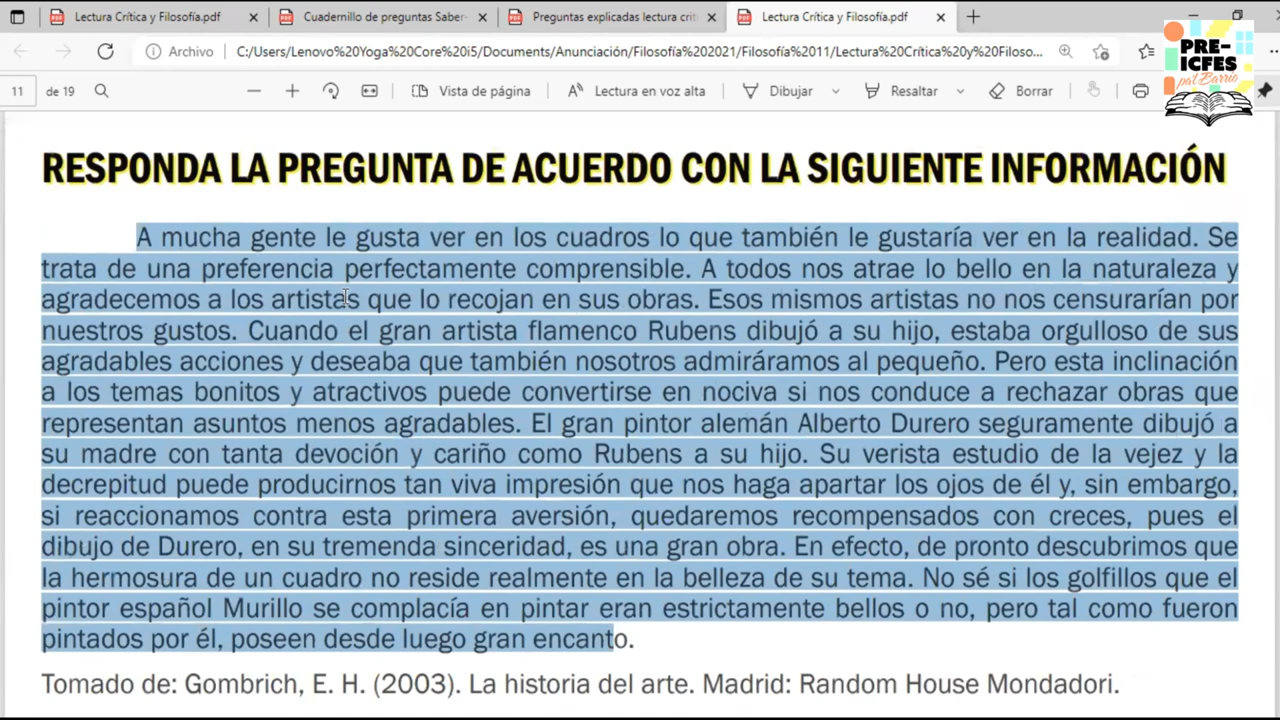 Lectura Crítica y Filosofía.pdf
Cuadernillo de preguntas Saber-
Preguntas explicadas lectura crit
Lectura Crítica y Filosofía.pdf
Archivo
C:/Users/Lenovo%20Yoga%20Core%20i5/Documents/Anunciación/Filosofía%202021/Filosofía%2011/Lectura%20Crítica%20y%20Filoso...
PRE-
ICFES
pa'l Barrio
11
de 19
Vista de página
Lectura en voz alta
Dibujar
Resaltar
Borrar
RESPONDA LA PREGUNTA DE ACUERDO CON LA SIGUIENTE INFORMACIÓN
A mucha gente le gusta ver en los cuadros lo que también le gustaría ver en la realidad. Se
trata de una preferencia perfectamente comprensible. A todos nos atrae lo bello en la naturaleza y
agradecemos a los artistas que lo recojan en sus obras. Esos mismos artistas no nos censurarían por
nuestros gustos. Cuando el gran artista flamenco Rubens dibujó a su hijo, estaba orgulloso de sus
agradables acciones y deseaba que también nosotros admiráramos al pequeño. Pero esta inclinación
a los temas bonitos y atractivos puede convertirse en nociva si nos conduce a rechazar obras que
representan asuntos menos agradables. El gran pintor alemán Alberto Durero seguramente dibujó a
su madre con tanta devoción y cariño como Rubens a su hijo. Su verista estudio de la vejez y la
decrepitud puede producirnos tan viva impresión que nos haga apartar los ojos de él y, sin embargo,
si reaccionamos contra esta primera aversión, quedaremos recompensados con creces, pues el
dibujo de Durero, en su tremenda sinceridad, es una gran obra. En efecto, de pronto descubrimos que
la hermosura de un cuadro no reside realmente en la belleza de su tema. No sé si los golfillos que el
pintor español Murillo se complacía en pintar eran estrictamente bellos o no, pero tal como fueron
pintados por él, poseen desde luego gran encanto.
Tomado de: Gombrich, E. H. (2003). La historia del arte. Madrid: Random House Mondadori.